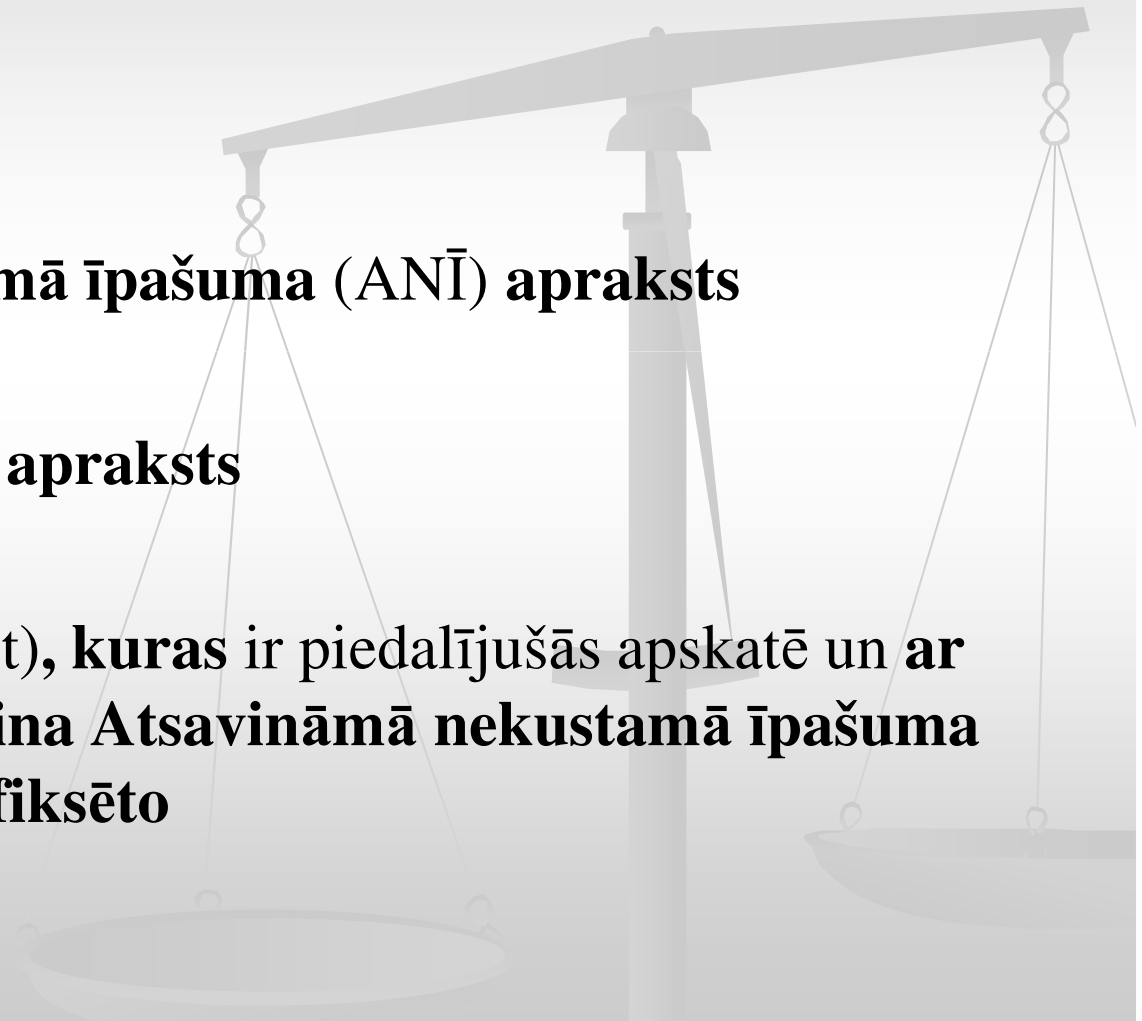 mā īpašuma (ANĪ) apraksts
apraksts
t), kuras ir piedalījušās apskatē un ar
ina Atsavināmā nekustamā īpašuma
fiksēto